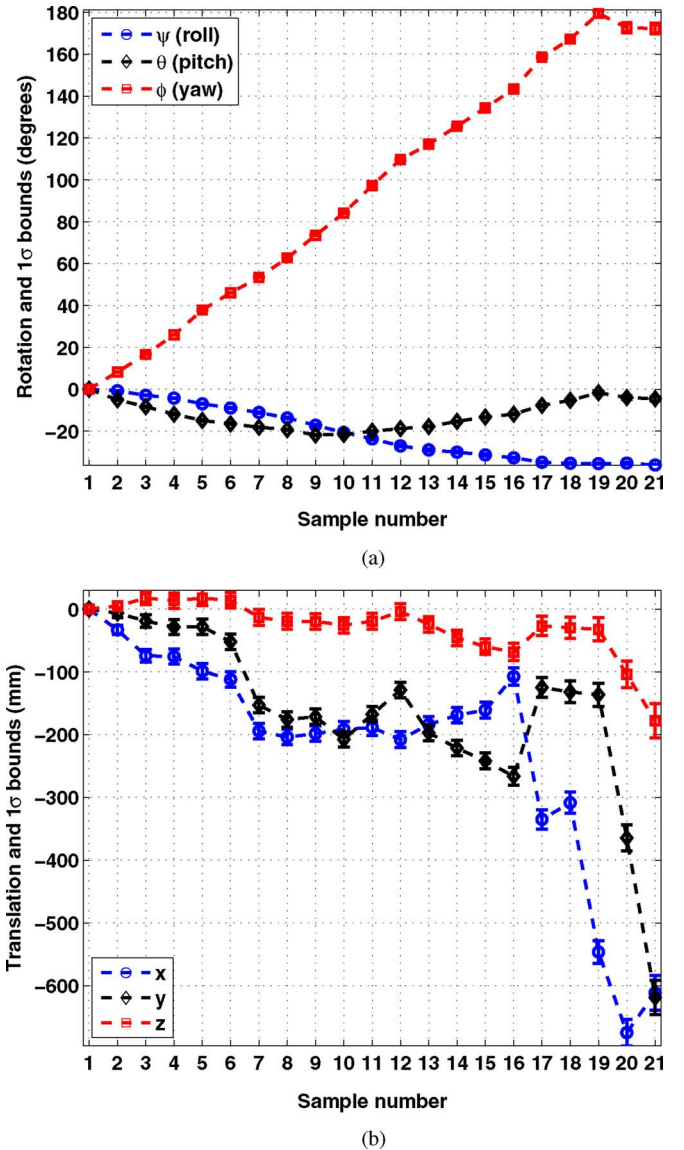 180
160
140
120
100
80
60
40
20
0
−20
Rotation and 1σ bounds (degrees)
ψ (roll)
θ (pitch)
ϕ (yaw)
1 2 3 4 5 6 7 8 9 10 11 12 13 14 15 16 17 18 19 20 21
Sample number
(a)
0
−100
−200
−300
−400
−500
−600
Translation and 1σ bounds (mm)
x
y
z
1 2 3 4 5 6 7 8 9 10 11 12 13 14 15 16 17 18 19 20 21
Sample number
(b)